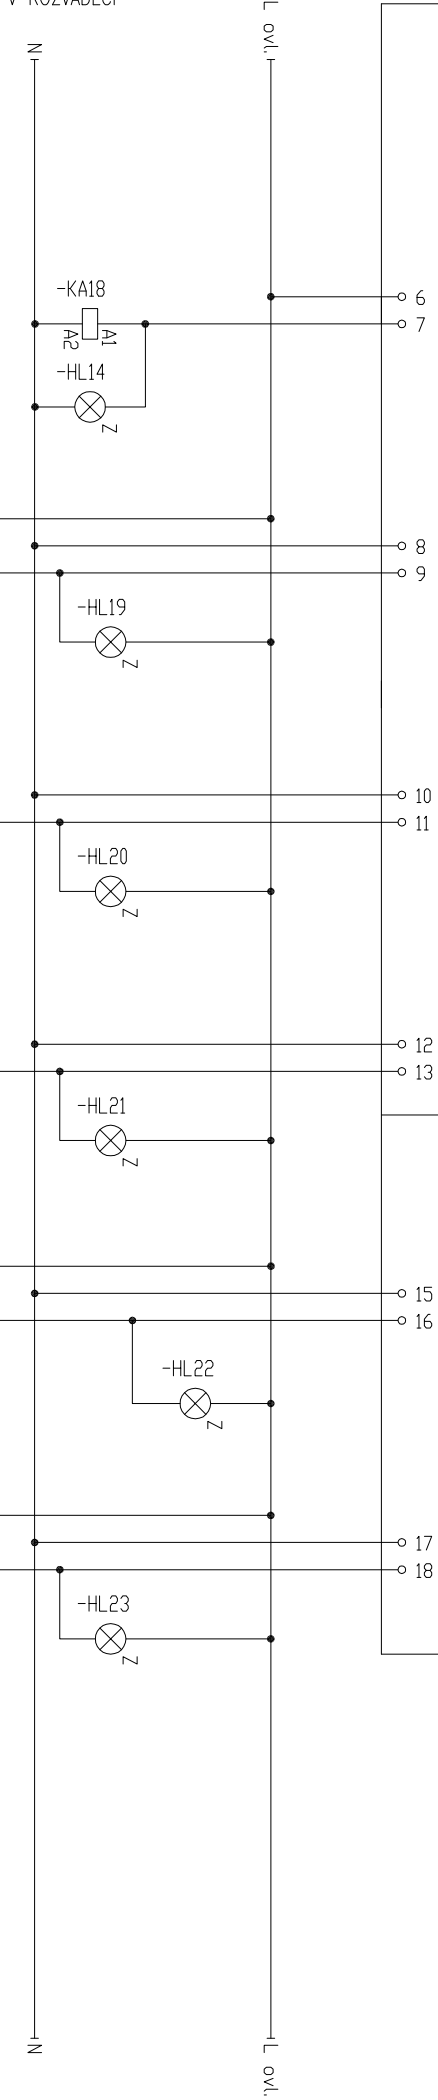 V ROZVADĚČI
N
L ovl.
-KA18
6
7
A2
A1
-HL14
Z
8
9
-HL19
Z
10
11
-HL20
Z
12
13
-HL21
Z
15
16
-HL22
Z
17
18
-HL23
Z
N
L ovl.